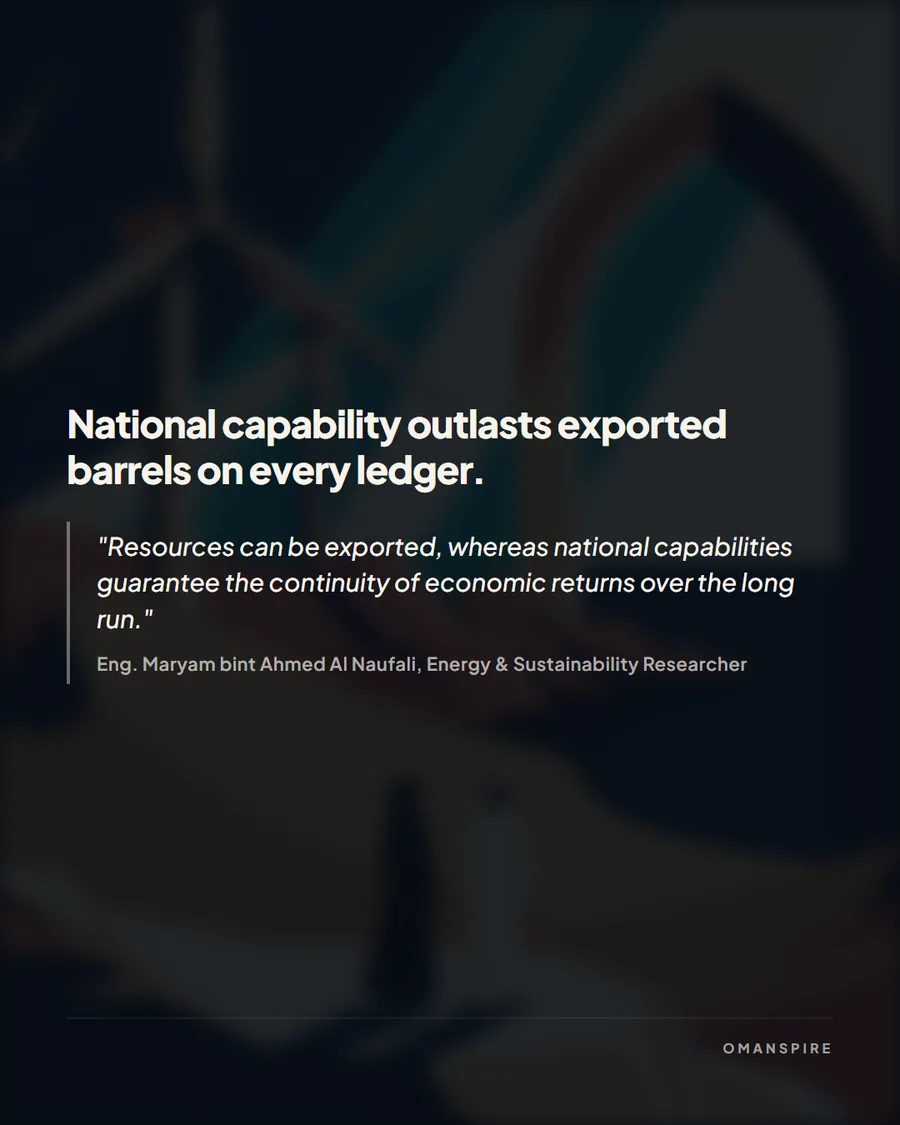 National capability outlasts exported
barrels on every ledger.
"Resources can be exported, whereas national capabilities
guarantee the continuity of economic returns over the long
run."
Eng. Maryam bint Ahmed Al Naufali, Energy & Sustainability Researcher
OMANSPIRE